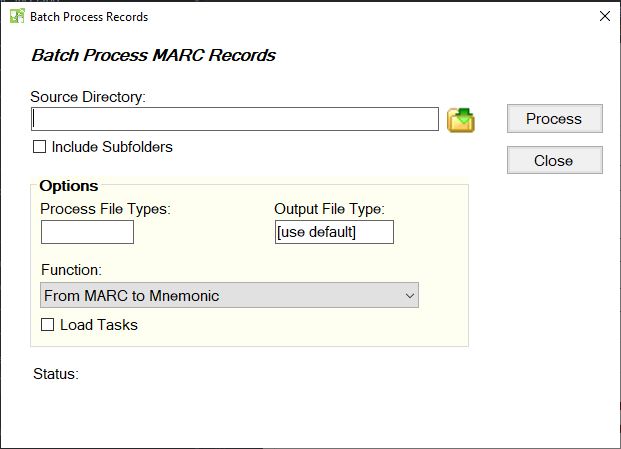 Batch Process Records
Batch Process MARC Records
Source Directory:
Process
Include Subfolders
Close
Options
Process File Types:
Output File Type:
[use default]
Function:
From MARC to Mnemonic
Load Tasks
Status: